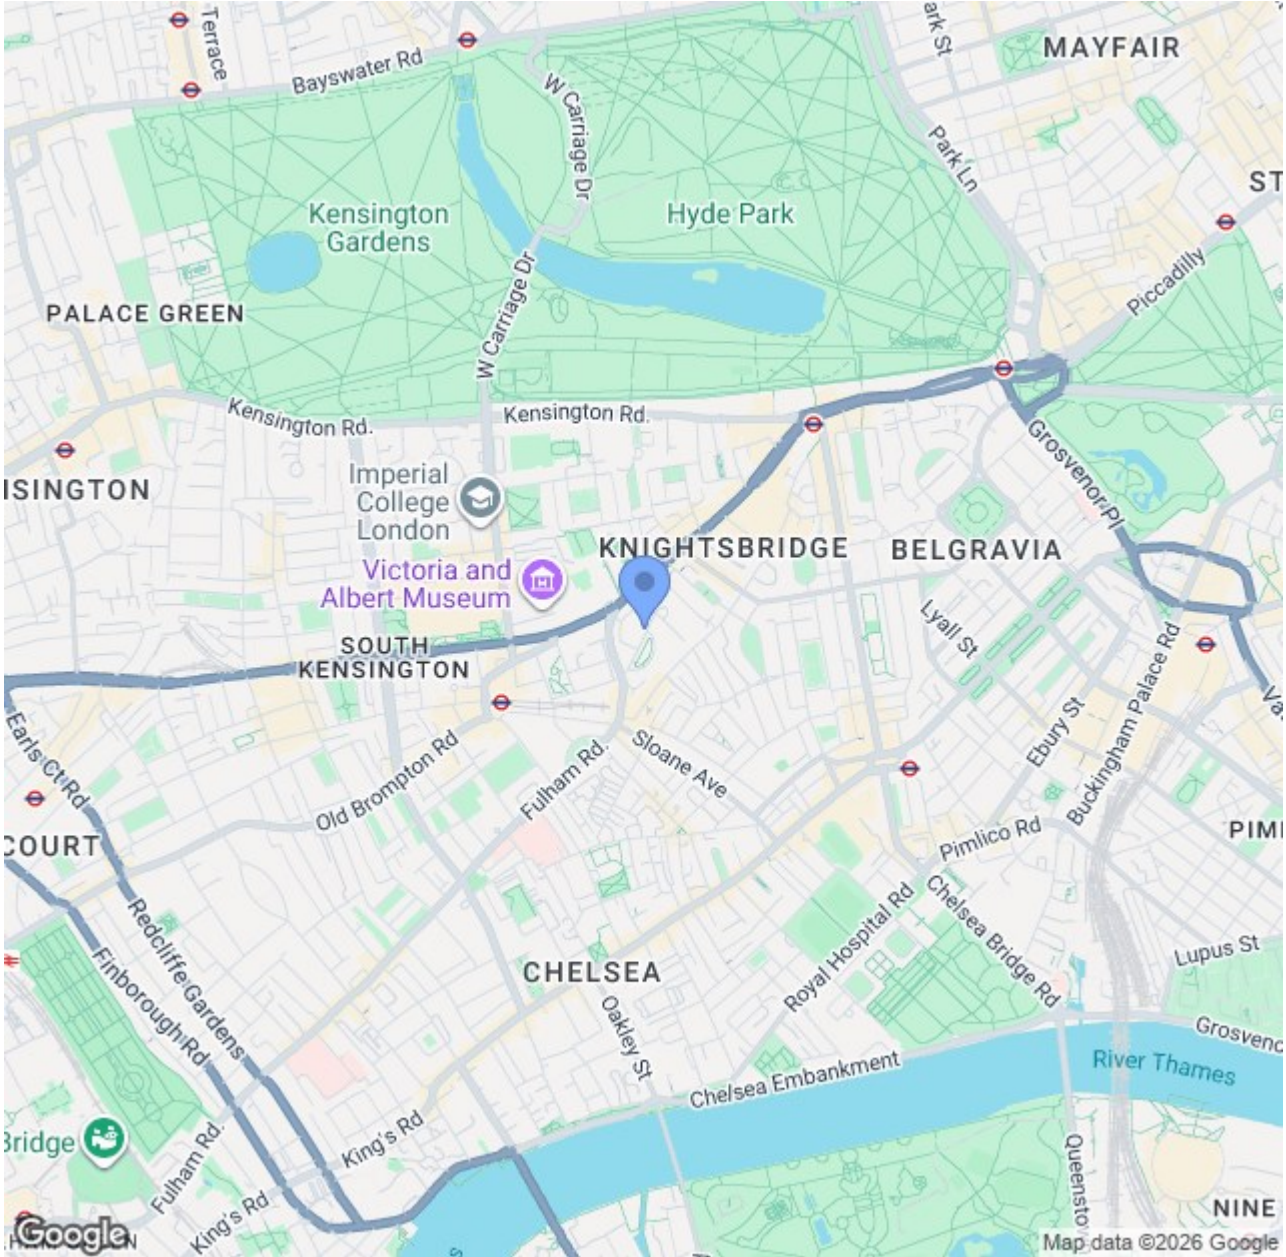 Terrace
ark St
MAYFAIR
Bayswater Rd
W Carriage Dr
Park Ln
ST
Kensington
Gardens
Hyde Park
W Carriage Dr
Piccadilly
PALACE GREEN
Kensington Rd.
Kensington Rd.
Grosvenor Pl
ISINGTON
Imperial
College
London
KNIGHTSBRIDGE
BELGRAVIA
Victoria and
Albert Museum
Lyall St
SOUTH
KENSINGTON
Buckingham Palace Rd
Va
Earls Ct Rd
Old Brompton Rd
Fulham Rd.
Sloane Ave
Ebury St
COURT
Pimlico Rd
PIMI
Redcliffe Gardens
Finborough Rd
Chelsea Bridge Rd
Royal Hospital Rd
Lupus St
CHELSEA
Oakley St
Grosveno
River Thames
Chelsea Embankment
Bridge
King's Rd
Fulham Rd.
King's Rd
Queensto
NINE
Google
Map data ©2026 Google